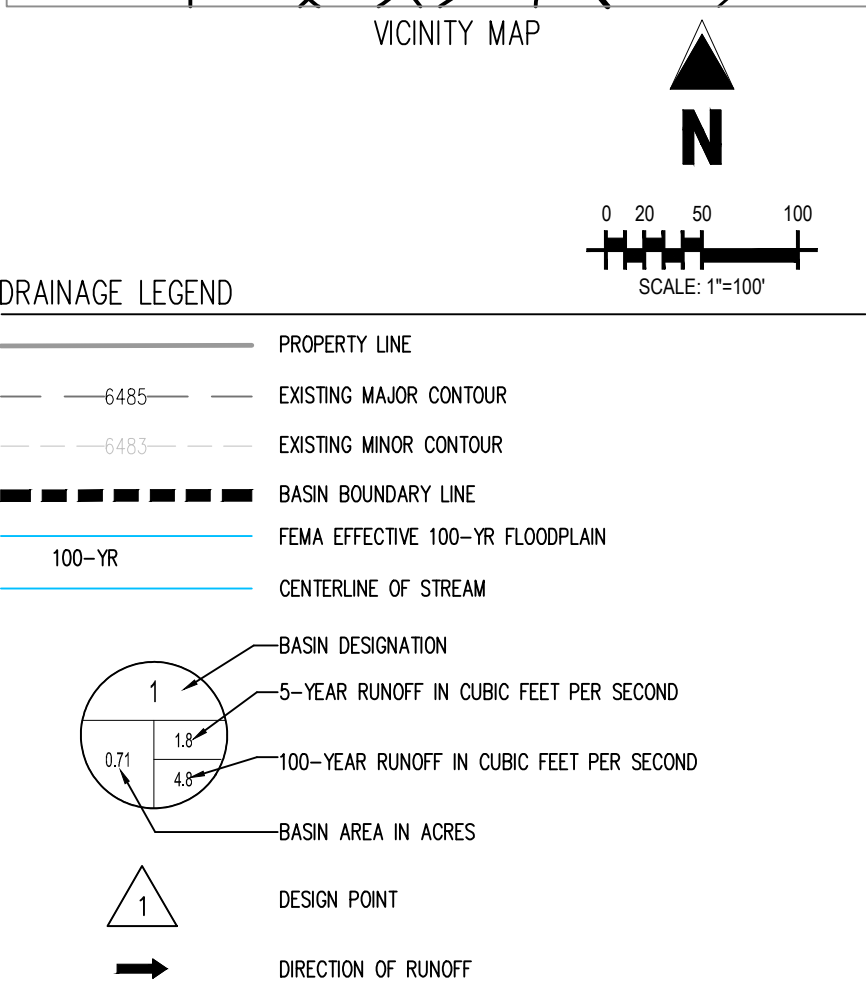 VICINITY MAP
N
0 20 50 100
SCALE: 1"=100'
DRAINAGE LEGEND
PROPERTY LINE
6485 EXISTING MAJOR CONTOUR
6483 EXISTING MINOR CONTOUR
BASIN BOUNDARY LINE
FEMA EFFECTIVE 100-YR FLOODPLAIN
100-YR
CENTERLINE OF STREAM
BASIN DESIGNATION
1
5-YEAR RUNOFF IN CUBIC FEET PER SECOND
1.8
0.71
100-YEAR RUNOFF IN CUBIC FEET PER SECOND
4.8
BASIN AREA IN ACRES
1 DESIGN POINT
DIRECTION OF RUNOFF